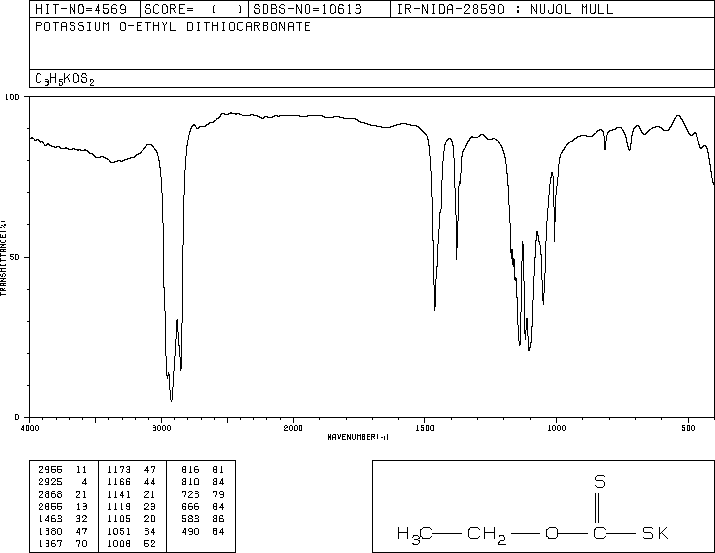 HIT-NO=4569 SCORE= ( ) SDBS-NO=10613 IR-NIDA-28590 : NUJOL MULL
POTASSIUM O-ETHYL DITHIOCARBONATE
C3H5KOS2
100
50
0
TRANSMITTANCE(%)
4000 3000 2000 1500 1000 500
WAVENUMBER(-1)
2955 11 1173 47 816 81
2925 4 1166 44 810 84
2868 21 1141 21 723 79
2855 13 1119 23 666 84
1463 32 1105 20 583 86
1380 47 1051 34 490 84
1367 70 1008 52
S
H3C CH2 O C SK